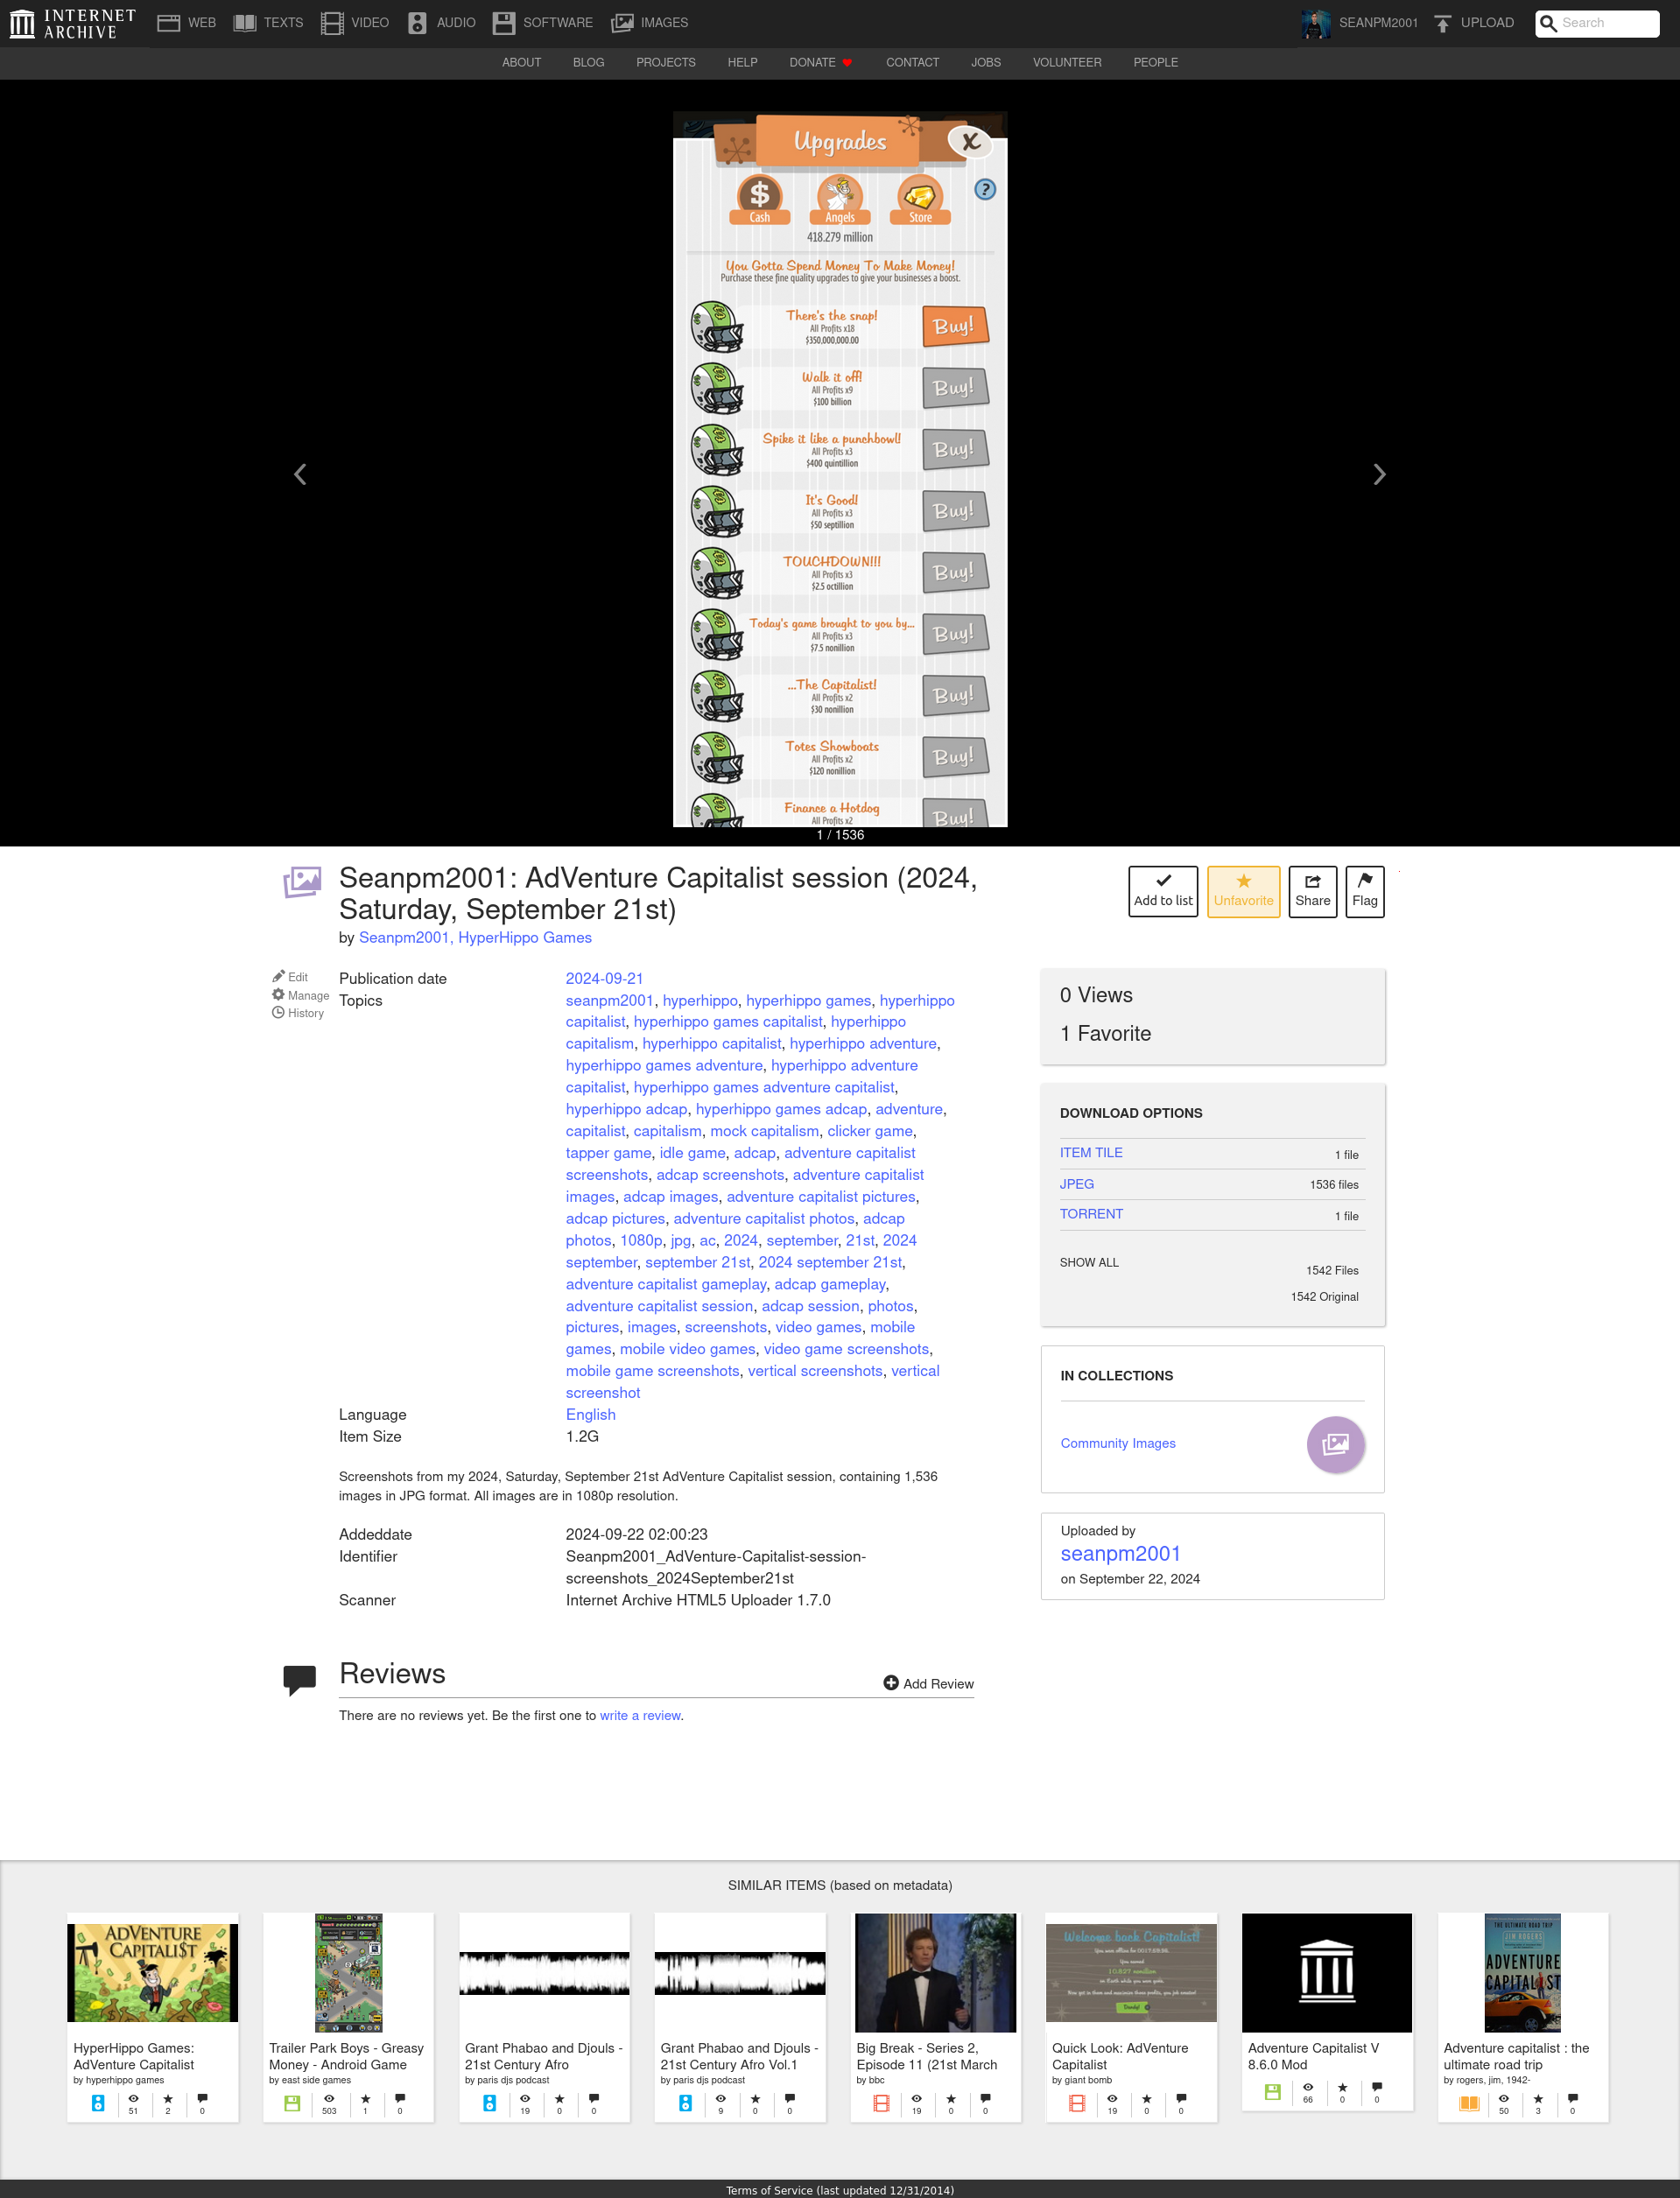 INTERNET ARCHIVE
WEB TEXTS VIDEO AUDIO SOFTWARE IMAGES SEANPM2001 UPLOAD Search
ABOUT BLOG PROJECTS HELP DONATE CONTACT JOBS VOLUNTEER PEOPLE
Upgrades X
$ ?
Cash Angels Store
418.279 million
You Gotta Spend Money To Make Money!
Purchase these fine quality upgrades to give your businesses a boost.
There's the snap!
All Profits x18
$350,000,000.00
Buy!
Walk it off!
All Profits x9
$100 billion
Buy!
Spike it like a punchbowl!
All Profits x3
$400 quintillion
Buy!
It's Good!
All Profits x3
$50 septillion
Buy!
TOUCHDOWN!!!
All Profits x3
$2.5 octillion
Buy!
Today's game brought to you by...
All Profits x3
$7.5 nonillion
Buy!
...The Capitalist!
All Profits x2
$30 nonillion
Buy!
Totes Showboats
All Profits x2
$120 nonillion
Buy!
Finance a Hotdog
All Profits x2
Buy!
1 / 1536
Seanpm2001: AdVenture Capitalist session (2024,
Saturday, September 21st)
by Seanpm2001, HyperHippo Games
Add to list Unfavorite Share Flag
Edit
Manage
History
Publication date 2024-09-21
Topics seanpm2001, hyperhippo, hyperhippo games, hyperhippo
capitalist, hyperhippo games capitalist, hyperhippo
capitalism, hyperhippo capitalist, hyperhippo adventure,
hyperhippo games adventure, hyperhippo adventure
capitalist, hyperhippo games adventure capitalist,
hyperhippo adcap, hyperhippo games adcap, adventure,
capitalist, capitalism, mock capitalism, clicker game,
tapper game, idle game, adcap, adventure capitalist
screenshots, adcap screenshots, adventure capitalist
images, adcap images, adventure capitalist pictures,
adcap pictures, adventure capitalist photos, adcap
photos, 1080p, jpg, ac, 2024, september, 21st, 2024
september, september 21st, 2024 september 21st,
adventure capitalist gameplay, adcap gameplay,
adventure capitalist session, adcap session, photos,
pictures, images, screenshots, video games, mobile
games, mobile video games, video game screenshots,
mobile game screenshots, vertical screenshots, vertical
screenshot
Language English
Item Size 1.2G
Screenshots from my 2024, Saturday, September 21st AdVenture Capitalist session, containing 1,536
images in JPG format. All images are in 1080p resolution.
Addeddate 2024-09-22 02:00:23
Identifier Seanpm2001_AdVenture-Capitalist-session-
screenshots_2024September21st
Scanner Internet Archive HTML5 Uploader 1.7.0
0 Views
1 Favorite
DOWNLOAD OPTIONS
ITEM TILE 1 file
JPEG 1536 files
TORRENT 1 file
SHOW ALL 1542 Files
1542 Original
IN COLLECTIONS
Community Images
Uploaded by
seanpm2001
on September 22, 2024
Reviews
Add Review
There are no reviews yet. Be the first one to write a review.
SIMILAR ITEMS (based on metadata)
ADVENTURE
CAPITALI$T
HyperHippo Games:
AdVenture Capitalist
by hyperhippo games
51 2 0
Trailer Park Boys - Greasy
Money - Android Game
by east side games
503 1 0
Grant Phabao and Djouls -
21st Century Afro
by paris djs podcast
19 0 0
Grant Phabao and Djouls -
21st Century Afro Vol.1
by paris djs podcast
9 0 0
Big Break - Series 2,
Episode 11 (21st March
by bbc
19 0 0
Welcome back Capitalist!
Quick Look: AdVenture
Capitalist
by giant bomb
19 0 0
Adventure Capitalist V
8.6.0 Mod
66 0 0
THE ULTIMATE ROAD TRIP
JIM ROGERS
ADVENTURE
CAPITALIST
Adventure capitalist : the
ultimate road trip
by rogers, jim, 1942-
50 3 0
Terms of Service (last updated 12/31/2014)